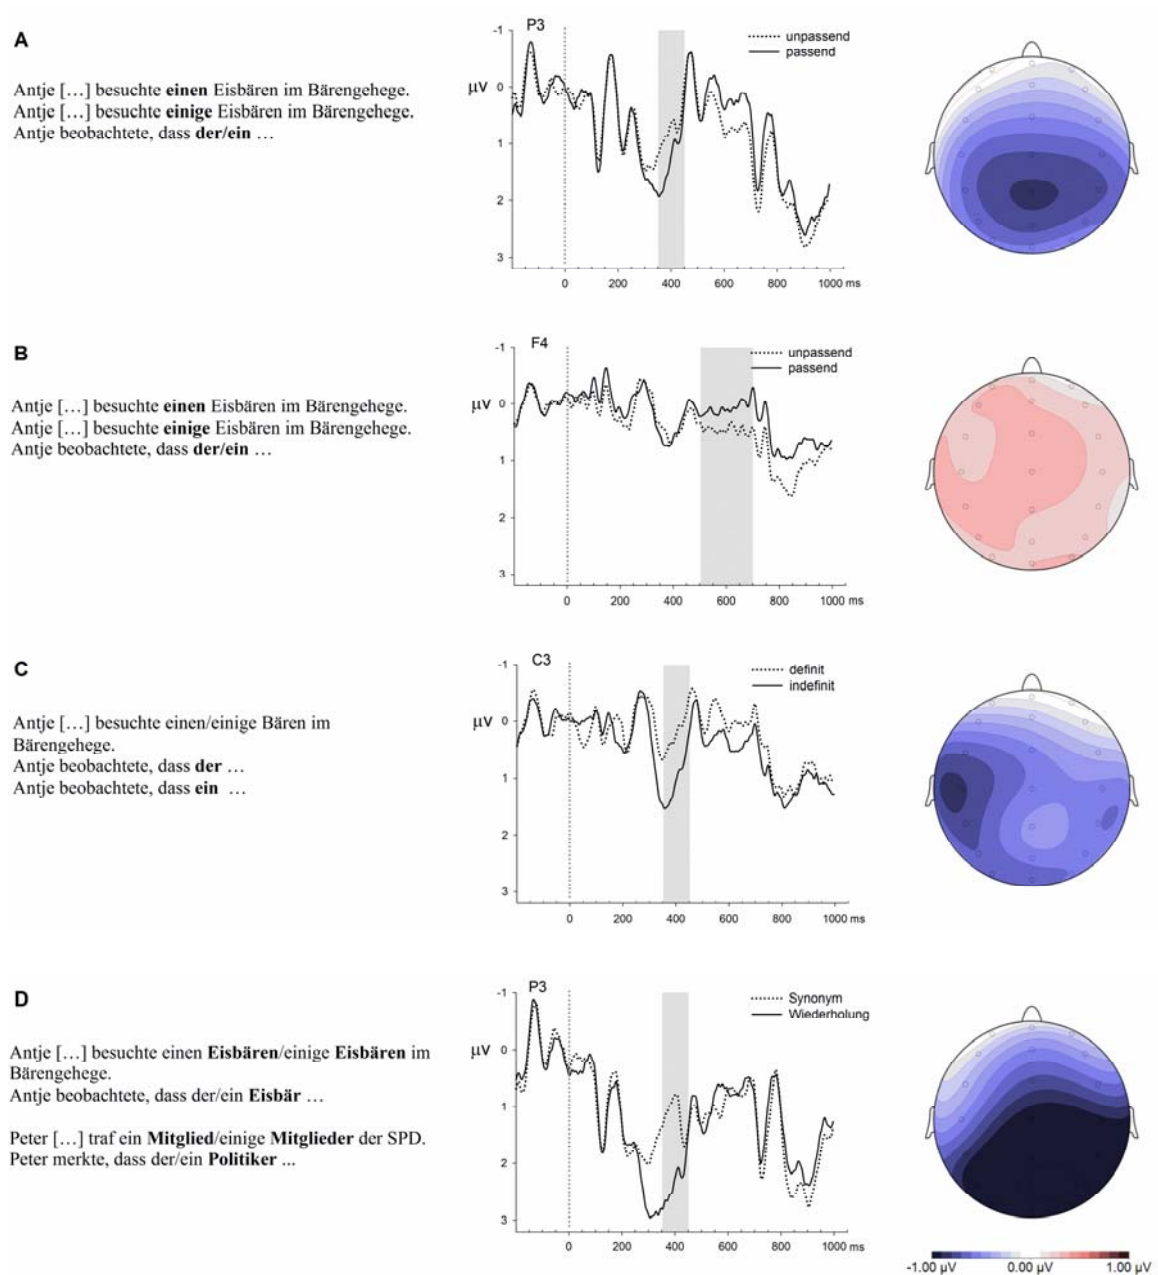 A
Antje […] besuchte einen Eisbären im Bärengehege.
Antje […] besuchte einige Eisbären im Bärengehege.
Antje beobachtete, dass der/ein …
P3
unpassend
passend
-1
µV
0
1
2
3
0 200 400 600 800 1000 ms
B
Antje […] besuchte einen Eisbären im Bärengehege.
Antje […] besuchte einige Eisbären im Bärengehege.
Antje beobachtete, dass der/ein …
F4
unpassend
passend
-1
µV
0
1
2
3
0 200 400 600 800 1000 ms
C
Antje […] besuchte einen/einige Bären im
Bärengehege.
Antje beobachtete, dass der …
Antje beobachtete, dass ein …
C3
definit
indefinit
-1
µV
0
1
2
3
0 200 400 600 800 1000 ms
D
Antje […] besuchte einen Eisbären/einige Eisbären im
Bärengehege.
Antje beobachtete, dass der/ein Eisbär …
Peter […] traf ein Mitglied/einige Mitglieder der SPD.
Peter merkte, dass der/ein Politiker ...
P3
Synonym
Wiederholung
-1
µV
0
1
2
3
0 200 400 600 800 1000 ms
-1.00 µV 0.00 µV 1.00 µV